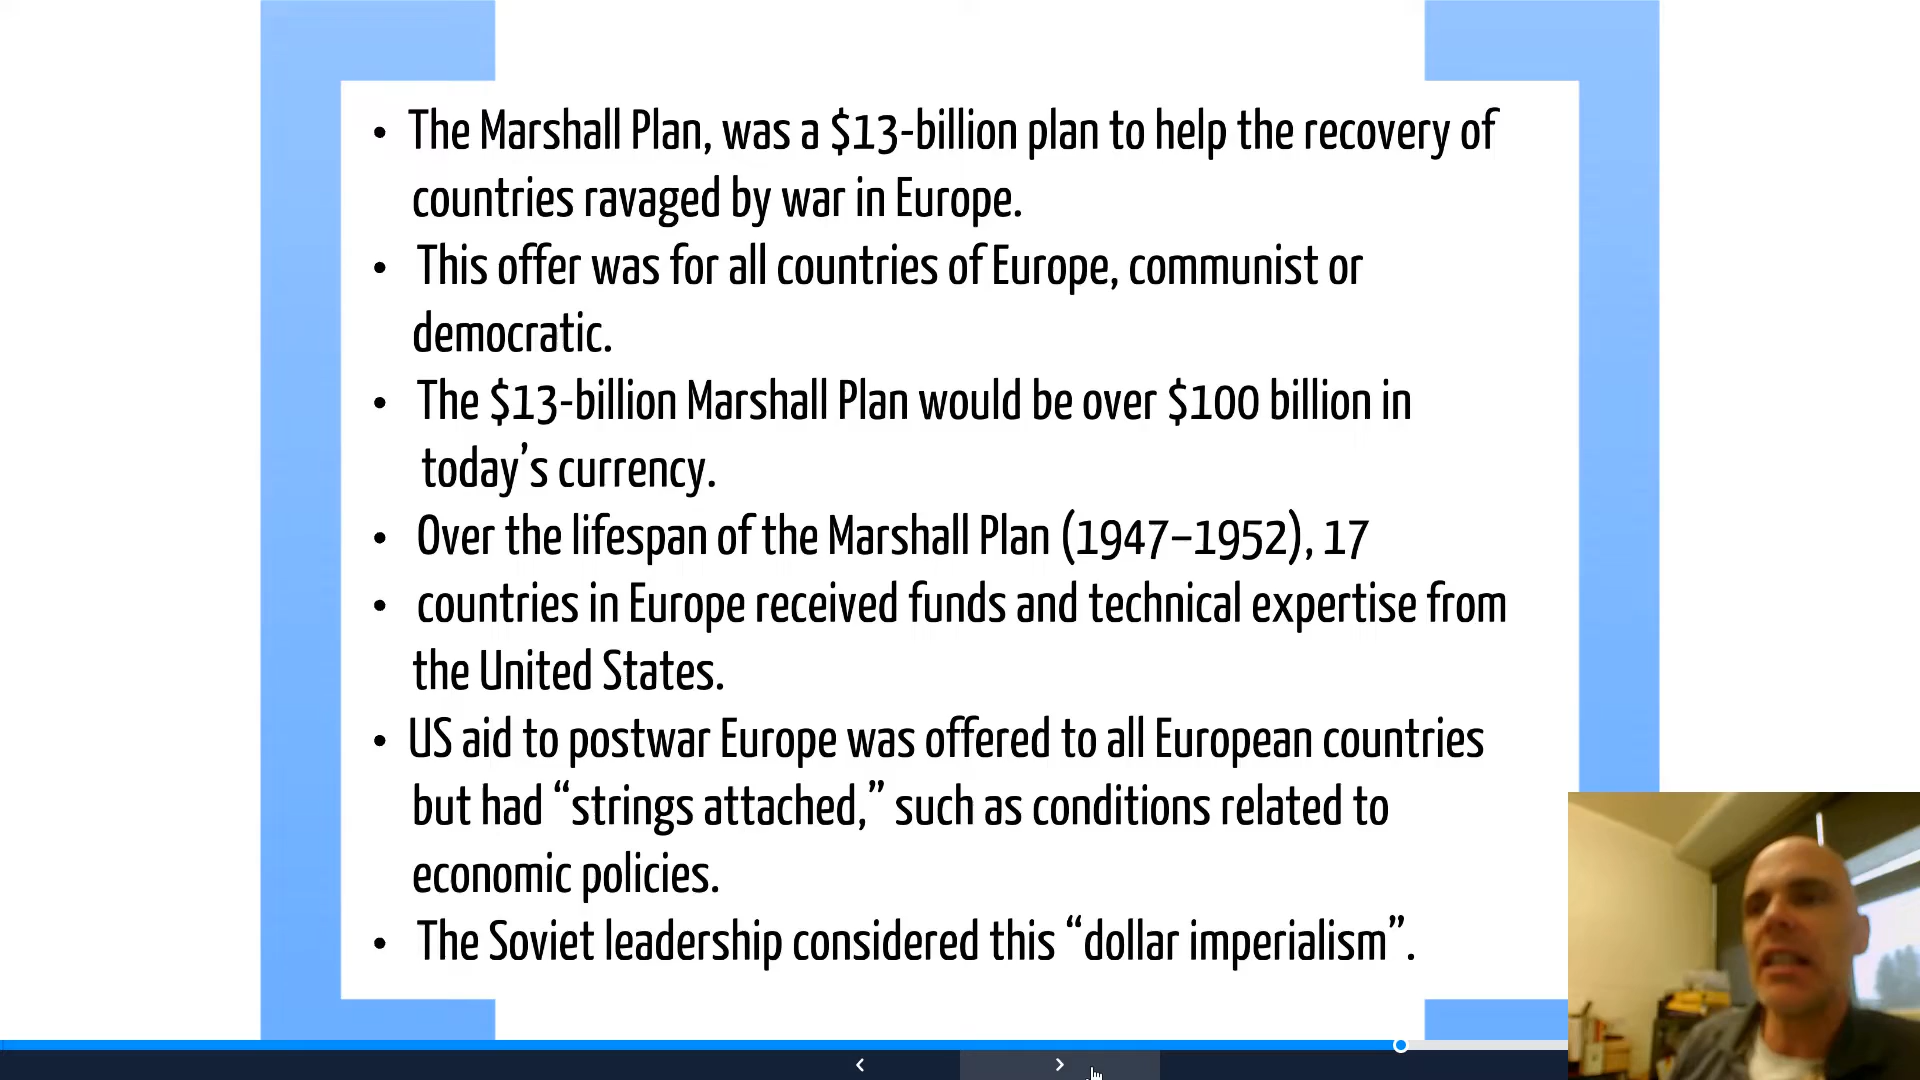 • The Marshall Plan, was a $13-billion plan to help the recovery of
countries ravaged by war in Europe.
• This offer was for all countries of Europe, communist or
democratic.
• The $13-billion Marshall Plan would be over $100 billion in
today’s currency.
• Over the lifespan of the Marshall Plan (1947–1952), 17
• countries in Europe received funds and technical expertise from
the United States.
• US aid to postwar Europe was offered to all European countries
but had “strings attached,” such as conditions related to
economic policies.
• The Soviet leadership considered this “dollar imperialism”.